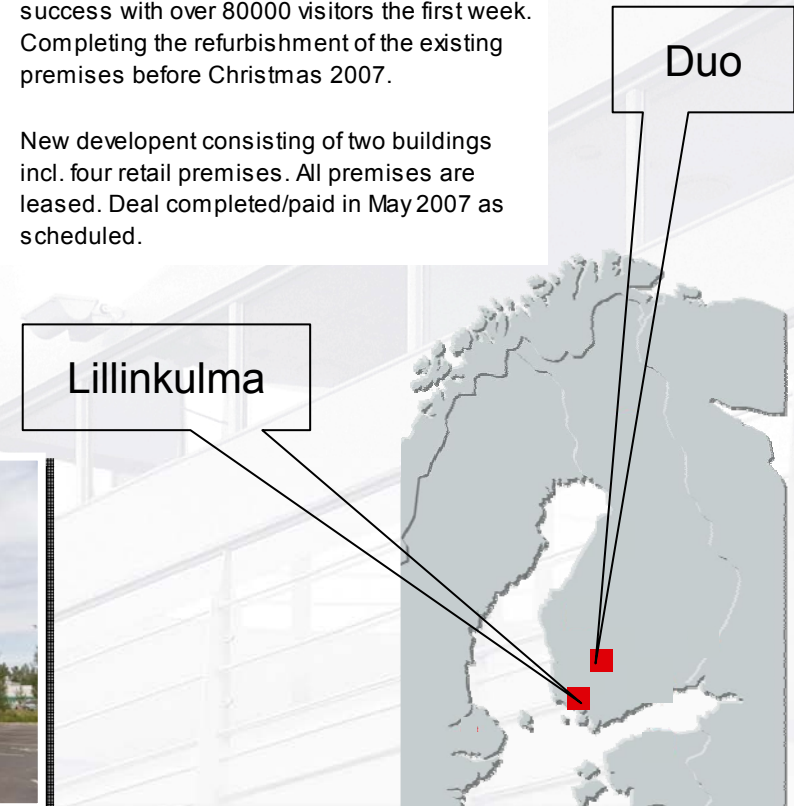 success with over 80000 visitors the first week.
Completing the refurbishment of the existing
premises before Christmas 2007.
New developent consisting of two buildings
incl. four retail premises. All premises are
leased. Deal completed/paid in May 2007 as
scheduled.
Duo
Lillinkulma